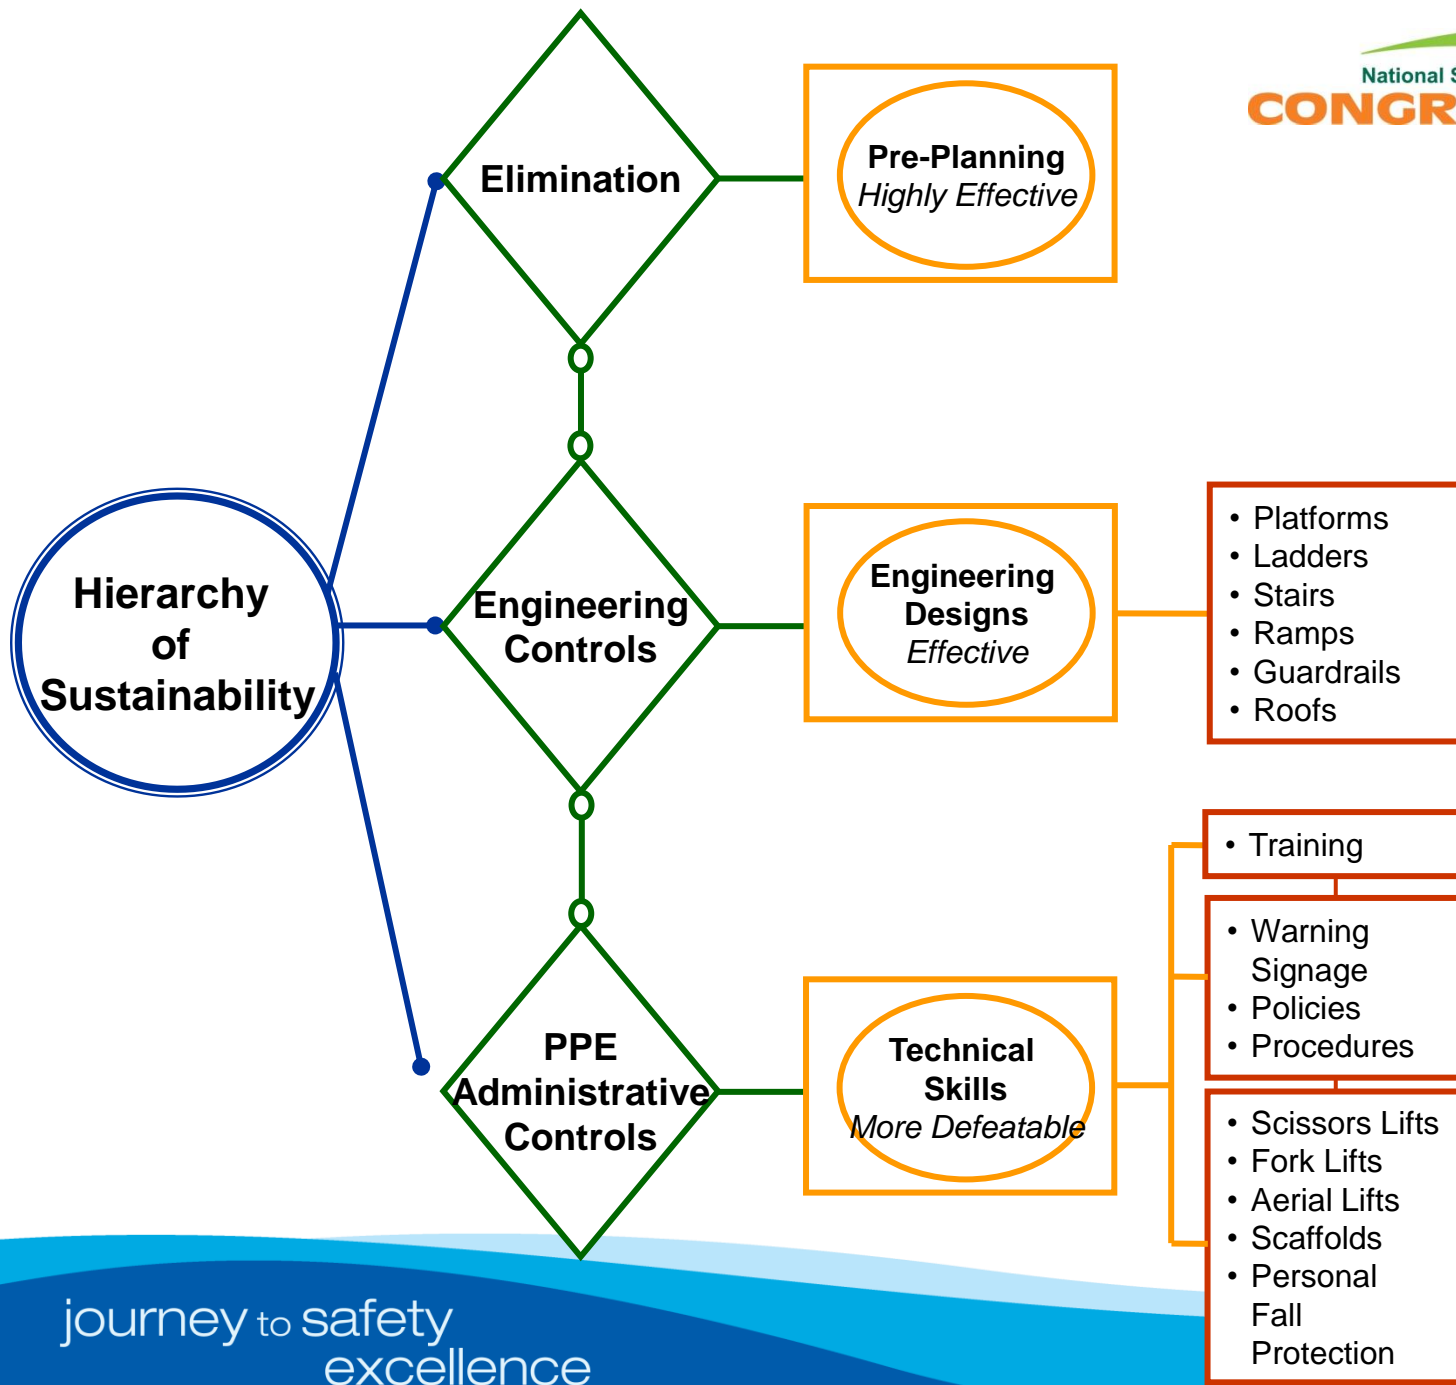 National S
CONGR
Elimination
Pre-Planning
Highly Effective
Hierarchy
of
Sustainability
Engineering
Controls
Engineering
Designs
Effective
• Platforms
• Ladders
• Stairs
• Ramps
• Guardrails
• Roofs
PPE
Administrative
Controls
Technical
Skills
More Defeatable
• Training
• Warning
Signage
• Policies
• Procedures
• Scissors Lifts
• Fork Lifts
• Aerial Lifts
• Scaffolds
• Personal
Fall
Protection
journey to safety
excellence